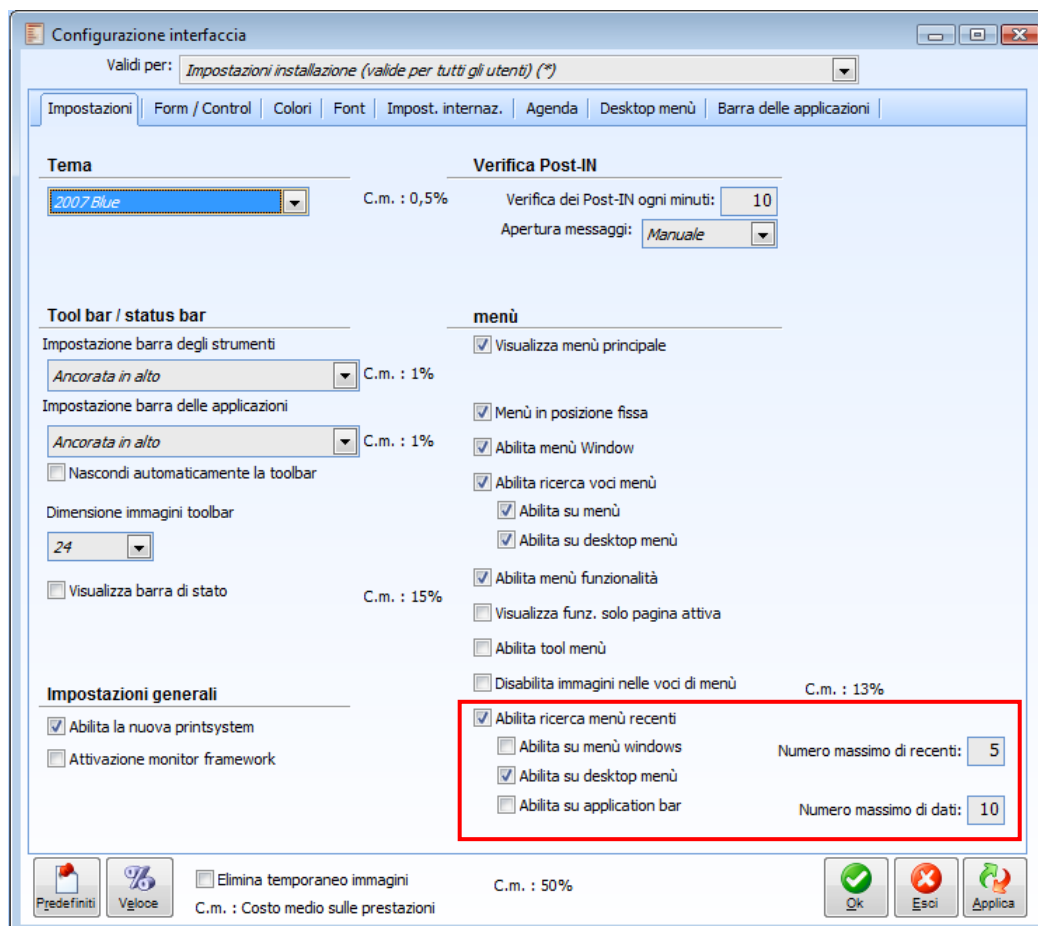 Configurazione interfaccia
Validi per: Impostazioni installazione (valide per tutti gli utenti) (*)
Impostazioni Form / Control Colori Font Impost. internaz. Agenda Desktop menù Barra delle applicazioni
Tema
2007 Blue C.m. : 0,5%
Verifica Post-IN
Verifica dei Post-IN ogni minuti: 10
Apertura messaggi: Manuale
Tool bar / status bar
Impostazione barra degli strumenti
Ancorata in alto C.m. : 1%
Impostazione barra delle applicazioni
Ancorata in alto C.m. : 1%
Nascondi automaticamente la toolbar
Dimensione immagini toolbar
24
Visualizza barra di stato C.m. : 15%
Impostazioni generali
Abilita la nuova printsystem
Attivazione monitor framework
menù
Visualizza menù principale
Menù in posizione fissa
Abilita menù Window
Abilita ricerca voci menù
Abilita su menù
Abilita su desktop menù
Abilita menù funzionalità
Visualizza funz. solo pagina attiva
Abilita tool menù
Disabilita immagini nelle voci di menù C.m. : 13%
Abilita ricerca menù recenti
Abilita su menù windows Numero massimo di recenti: 5
Abilita su desktop menù
Abilita su application bar Numero massimo di dati: 10
Predefiniti Veloce
Elimina temporaneo immagini C.m. : 50%
C.m. : Costo medio sulle prestazioni
Ok Esci Applica